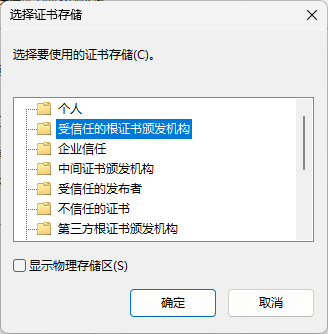 选择证书存储
选择要使用的证书存储(C)。
个人
受信任的根证书颁发机构
企业信任
中间证书颁发机构
受信任的发布者
不信任的证书
第三方根证书颁发机构
显示物理存储区(S)
确定
取消